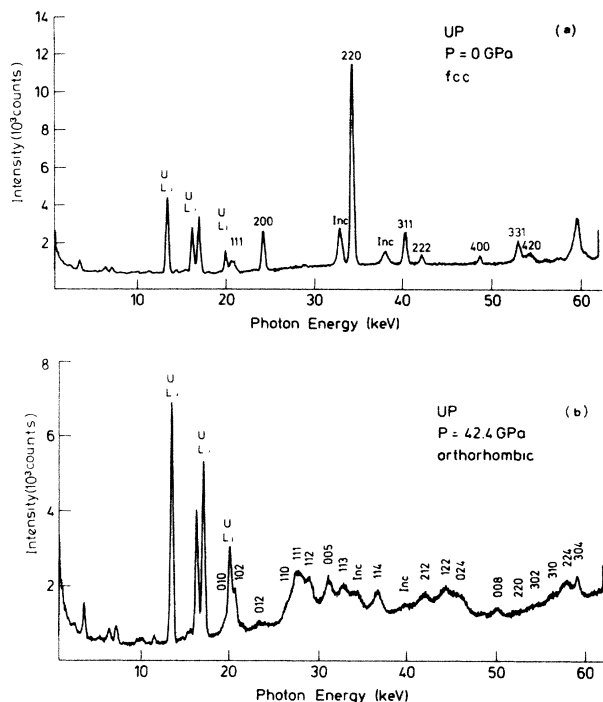 14
12
10
8
6
4
2
Intensity (10³counts)
UP (a)
P = 0 GPa
fcc
U
L
U
L
U
L
111
200
Inc
220
Inc
311
222
400
331
420
10 20 30 40 50 60
Photon Energy (keV)
8
6
4
2
Intensity (10³counts)
UP (b)
P = 42.4 GPa
orthorhombic
U
L
U
L
U
L
010
102
012
110
111
112
005
113
Inc
114
Inc
212
122
024
008
220
302
310
224
304
10 20 30 40 50 60
Photon Energy (keV)